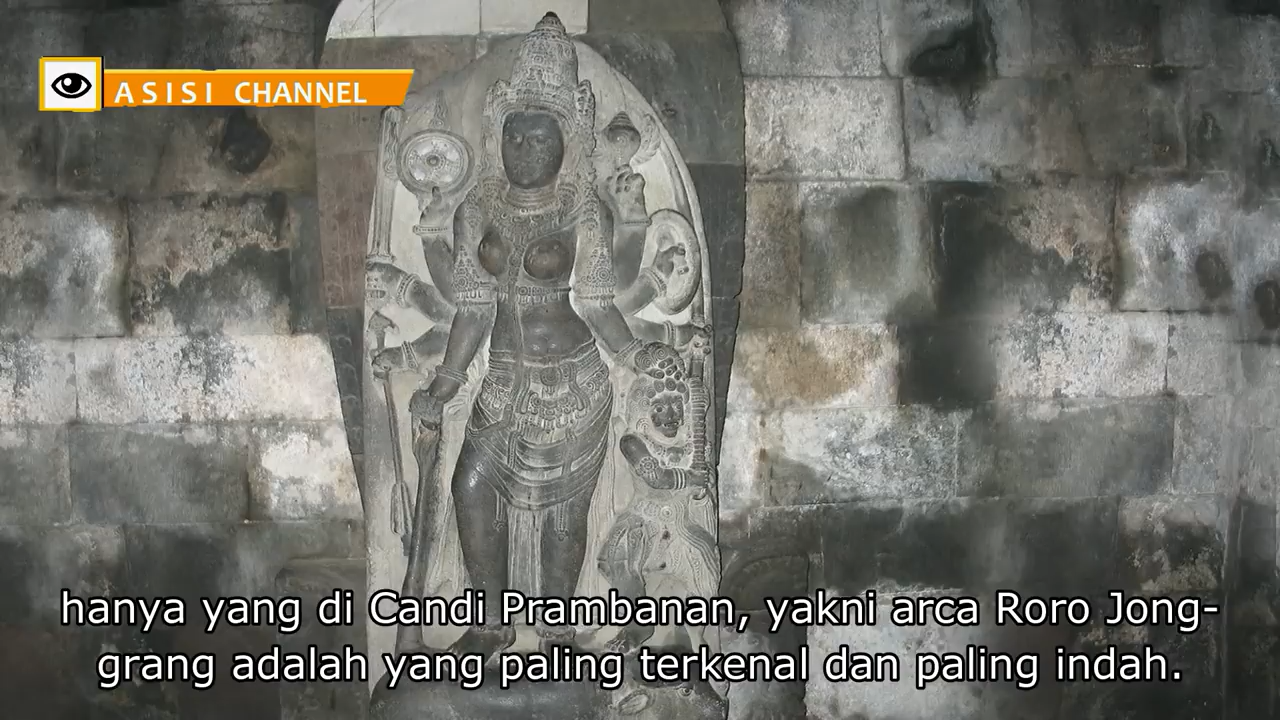 ASISI CHANNEL
hanya yang di Candi Prambanan, yakni arca Roro Jong-
grang adalah yang paling terkenal dan paling indah.